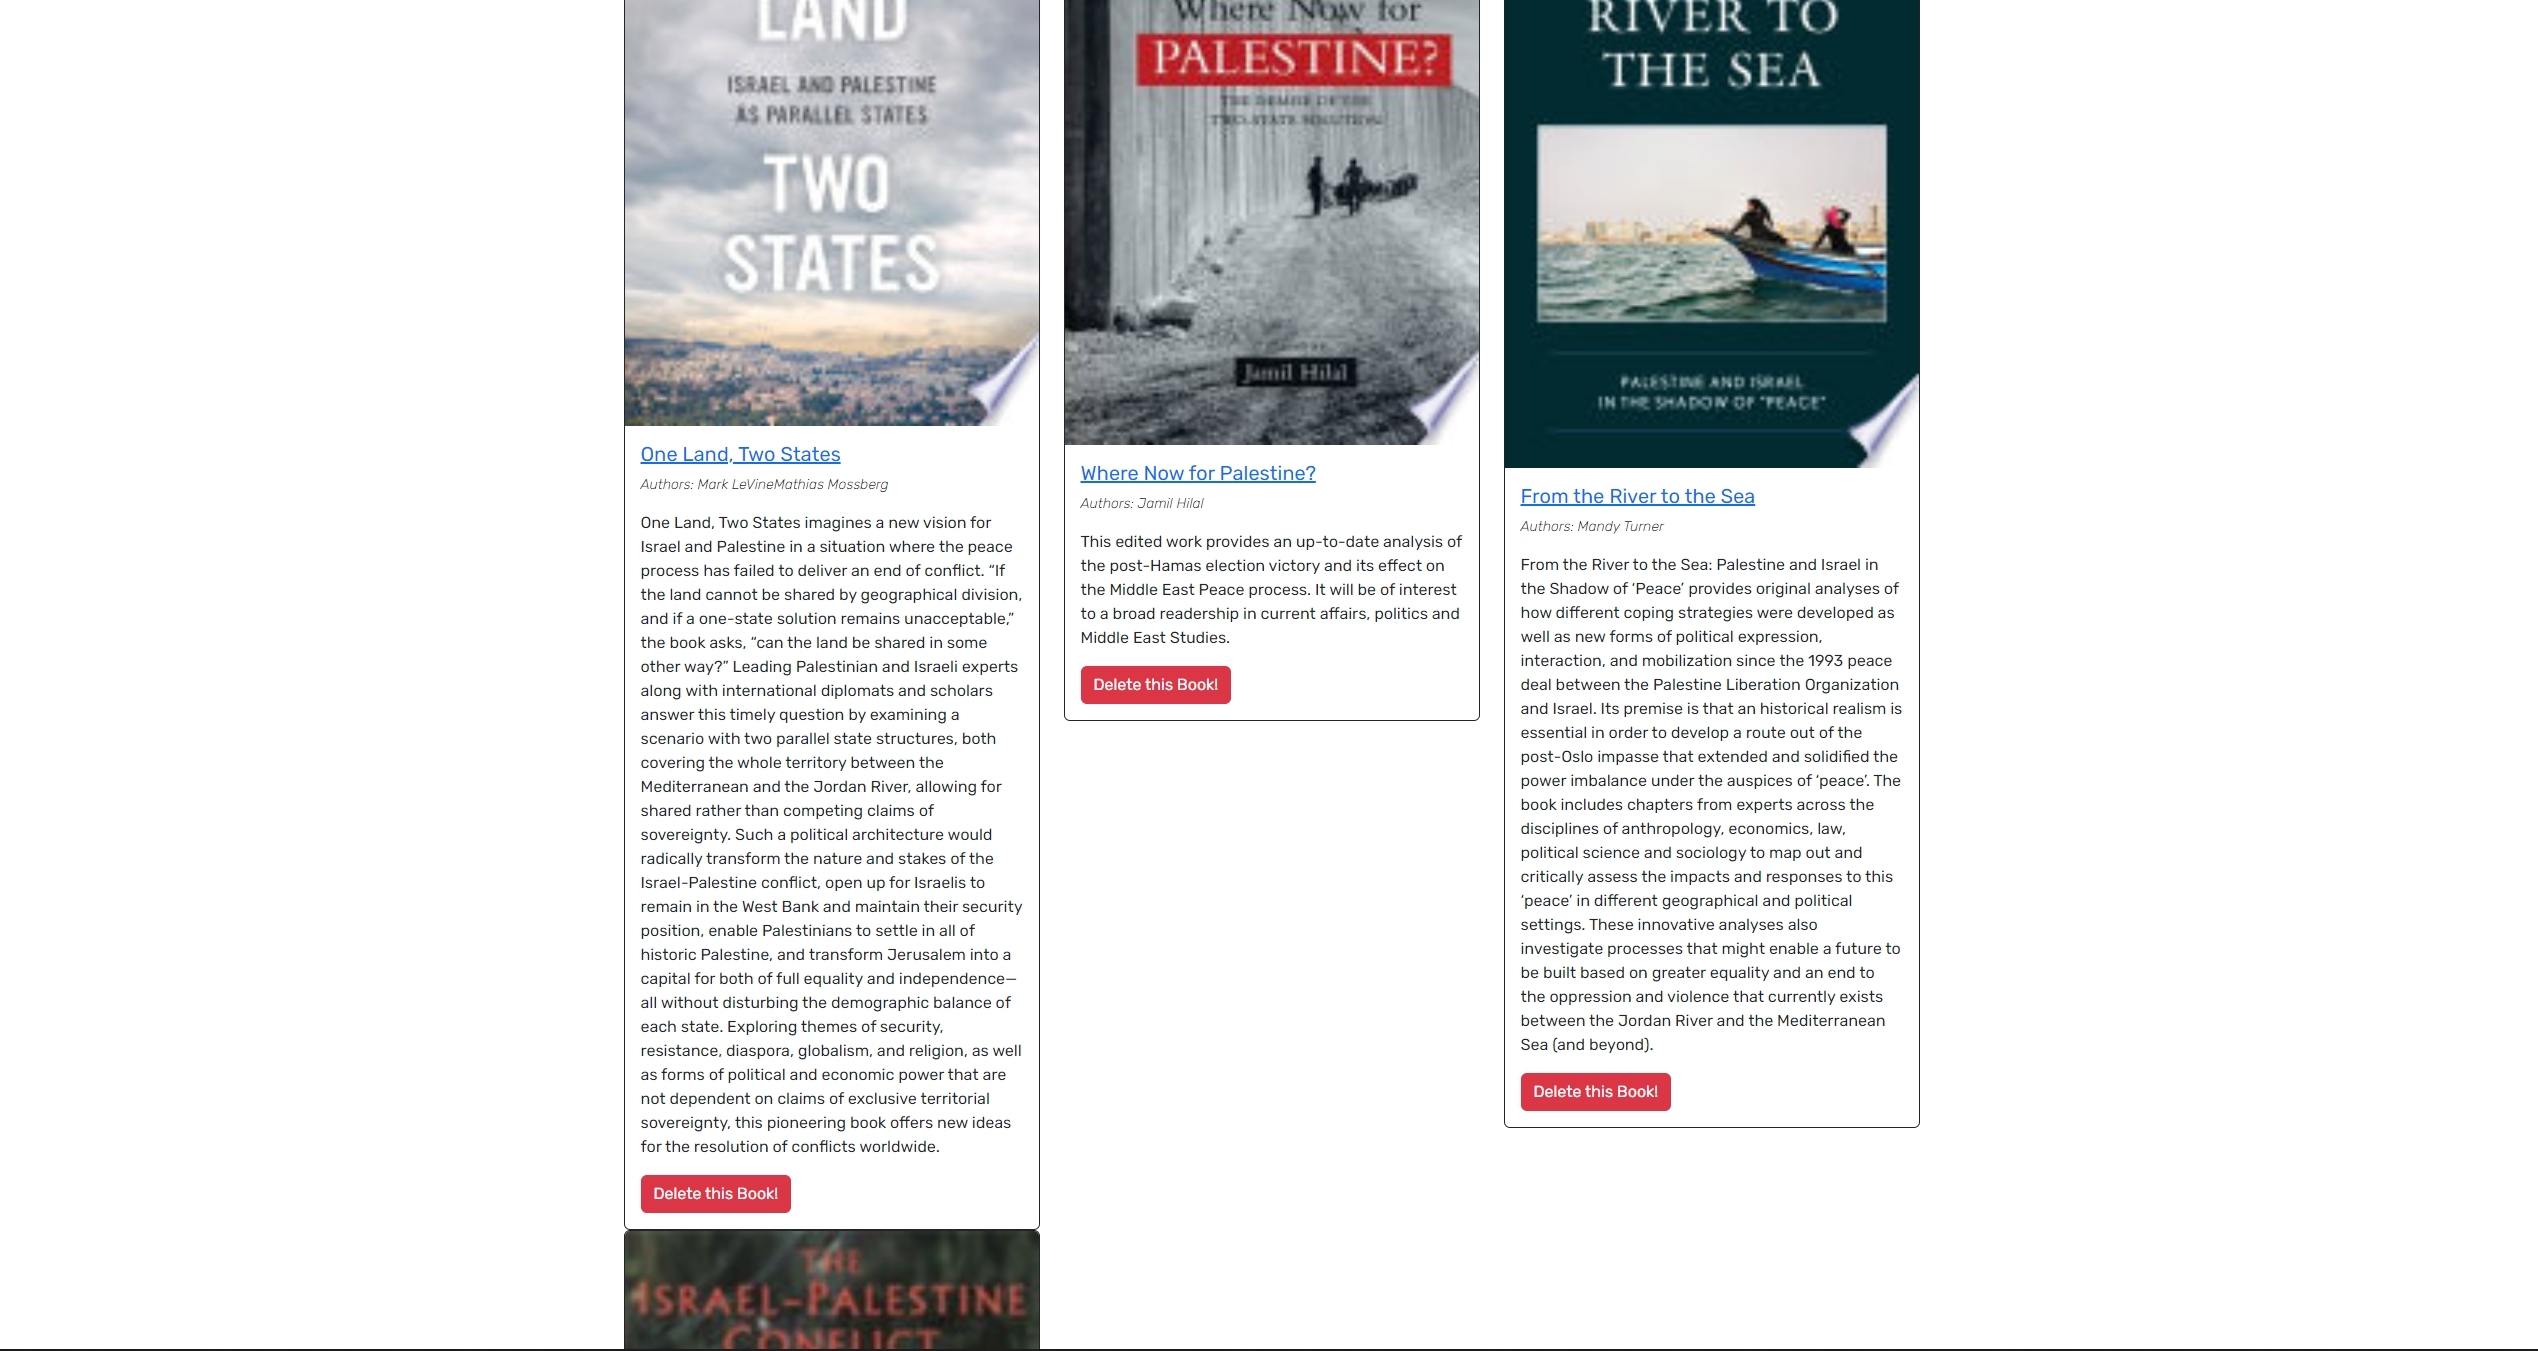 LAND
ISRAEL AND PALESTINE
AS PARALLEL STATES
TWO
STATES
One Land, Two States
Authors: Mark LeVineMathias Mossberg
One Land, Two States imagines a new vision for
Israel and Palestine in a situation where the peace
process has failed to deliver an end of conflict. “If
the land cannot be shared by geographical division,
and if a one-state solution remains unacceptable,”
the book asks, “can the land be shared in some
other way?” Leading Palestinian and Israeli experts
along with international diplomats and scholars
answer this timely question by examining a
scenario with two parallel state structures, both
covering the whole territory between the
Mediterranean and the Jordan River, allowing for
shared rather than competing claims of
sovereignty. Such a political architecture would
radically transform the nature and stakes of the
Israel-Palestine conflict, open up for Israelis to
remain in the West Bank and maintain their security
position, enable Palestinians to settle in all of
historic Palestine, and transform Jerusalem into a
capital for both of full equality and independence—
all without disturbing the demographic balance of
each state. Exploring themes of security,
resistance, diaspora, globalism, and religion, as well
as forms of political and economic power that are
not dependent on claims of exclusive territorial
sovereignty, this pioneering book offers new ideas
for the resolution of conflicts worldwide.
Delete this Book!
THE
ISRAEL-PALESTINE
CONFLICT
Where Now for
PALESTINE?
THE DEMISE OF THE
TWO-STATE SOLUTION
Jamil Hilal
Where Now for Palestine?
Authors: Jamil Hilal
This edited work provides an up-to-date analysis of
the post-Hamas election victory and its effect on
the Middle East Peace process. It will be of interest
to a broad readership in current affairs, politics and
Middle East Studies.
Delete this Book!
RIVER TO
THE SEA
PALESTINE AND ISRAEL
IN THE SHADOW OF "PEACE"
From the River to the Sea
Authors: Mandy Turner
From the River to the Sea: Palestine and Israel in
the Shadow of ‘Peace’ provides original analyses of
how different coping strategies were developed as
well as new forms of political expression,
interaction, and mobilization since the 1993 peace
deal between the Palestine Liberation Organization
and Israel. Its premise is that an historical realism is
essential in order to develop a route out of the
post-Oslo impasse that extended and solidified the
power imbalance under the auspices of ‘peace’. The
book includes chapters from experts across the
disciplines of anthropology, economics, law,
political science and sociology to map out and
critically assess the impacts and responses to this
‘peace’ in different geographical and political
settings. These innovative analyses also
investigate processes that might enable a future to
be built based on greater equality and an end to
the oppression and violence that currently exists
between the Jordan River and the Mediterranean
Sea (and beyond).
Delete this Book!